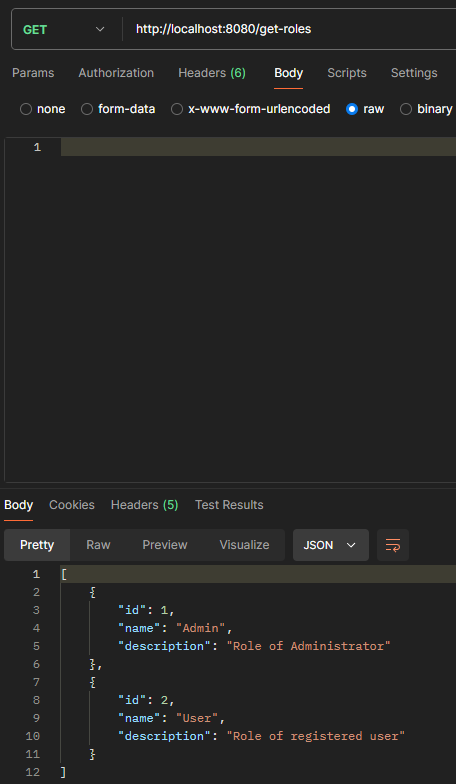 GET http://localhost:8080/get-roles
Params Authorization Headers (6) Body Scripts Settings
none form-data x-www-form-urlencoded raw binary
1
Body Cookies Headers (5) Test Results
Pretty Raw Preview Visualize JSON
1 [
2 {
3 "id": 1,
4 "name": "Admin",
5 "description": "Role of Administrator"
6 },
7 {
8 "id": 2,
9 "name": "User",
10 "description": "Role of registered user"
11 }
12 ]